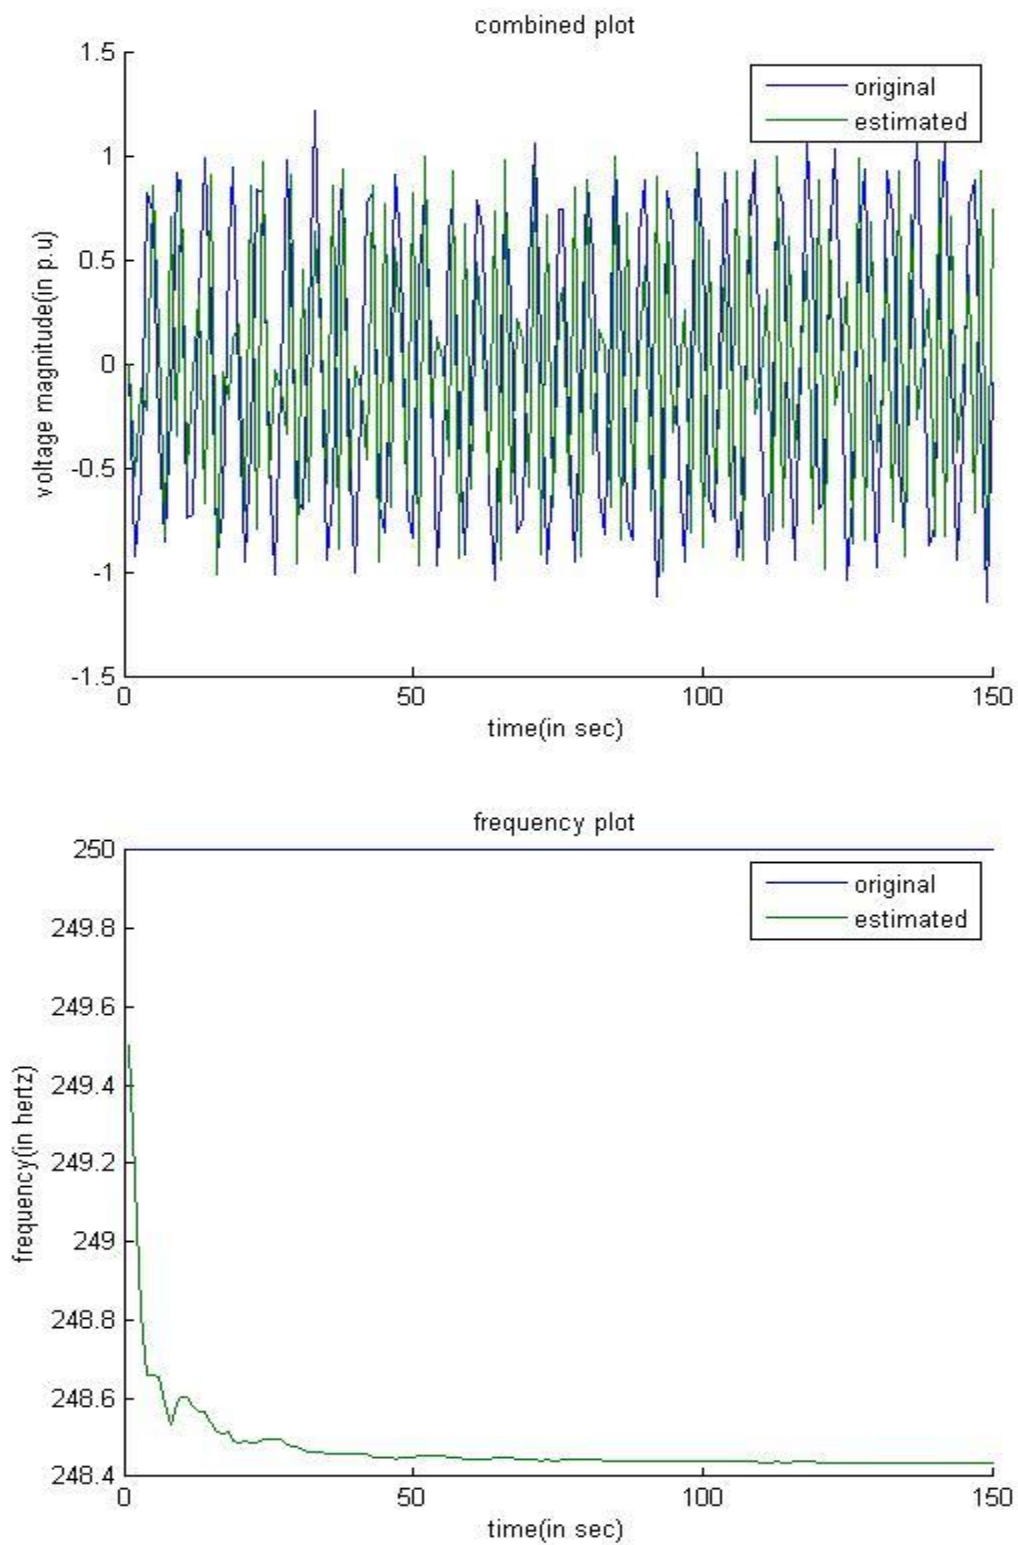 combined plot
1.5
original
estimated
1
0.5
0
-0.5
-1
-1.5
voltage magnitude(in p.u)
0
50
100
150
time(in sec)
frequency plot
250
original
estimated
249.8
249.6
249.4
249.2
249
248.8
248.6
248.4
frequency(in hertz)
0
50
100
150
time(in sec)